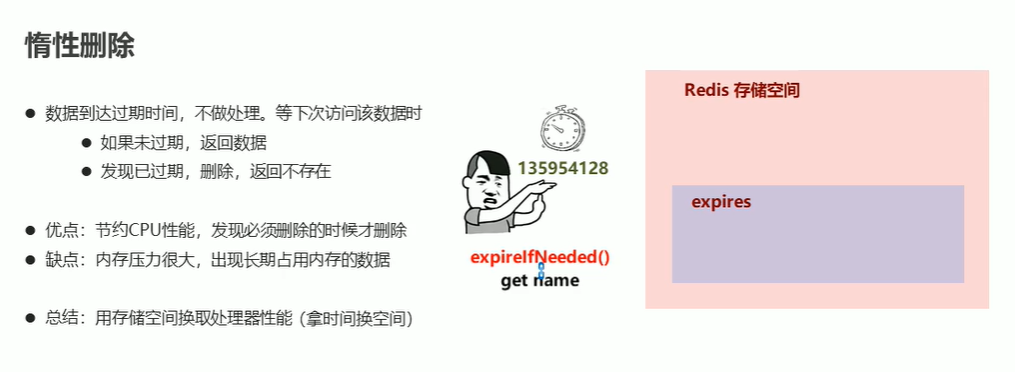 惰性删除
● 数据到达过期时间，不做处理。等下次访问该数据时
● 如果未过期，返回数据
● 发现已过期，删除，返回不存在
● 优点：节约CPU性能，发现必须删除的时候才删除
● 缺点：内存压力很大，出现长期占用内存的数据
● 总结：用存储空间换取处理器性能（拿时间换空间）
135954128
expireIfNeeded()
get name
Redis 存储空间
expires